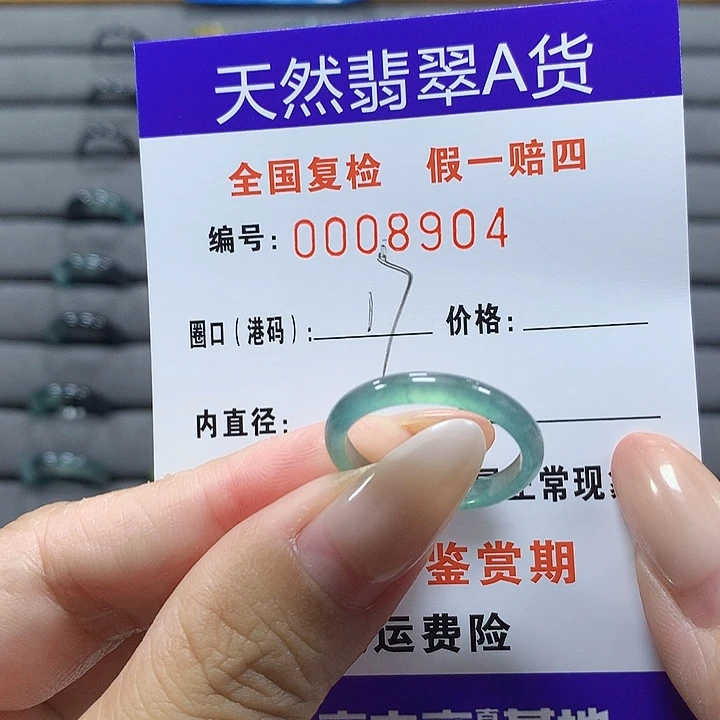 天然翡翠A货
全国复检 假一赔四
编号: 0008904
圈口(港码): 价格:
内直径:
常现
鉴赏期
运费险